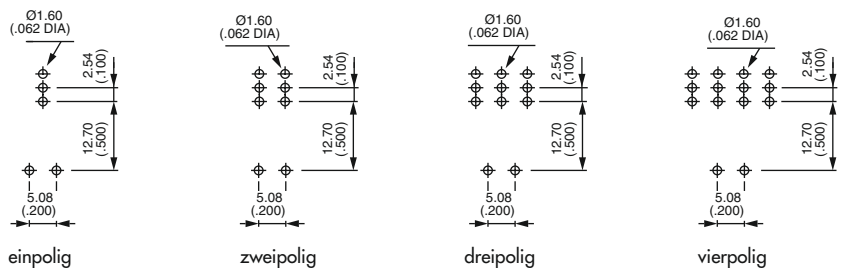 Ø1.60
(.062 DIA)
2.54
(.100)
12.70
(.500)
5.08
(.200)
einpolig
Ø1.60
(.062 DIA)
2.54
(.100)
12.70
(.500)
5.08
(.200)
zweipolig
Ø1.60
(.062 DIA)
2.54
(.100)
12.70
(.500)
5.08
(.200)
dreipolig
Ø1.60
(.062 DIA)
2.54
(.100)
12.70
(.500)
5.08
(.200)
vierpolig